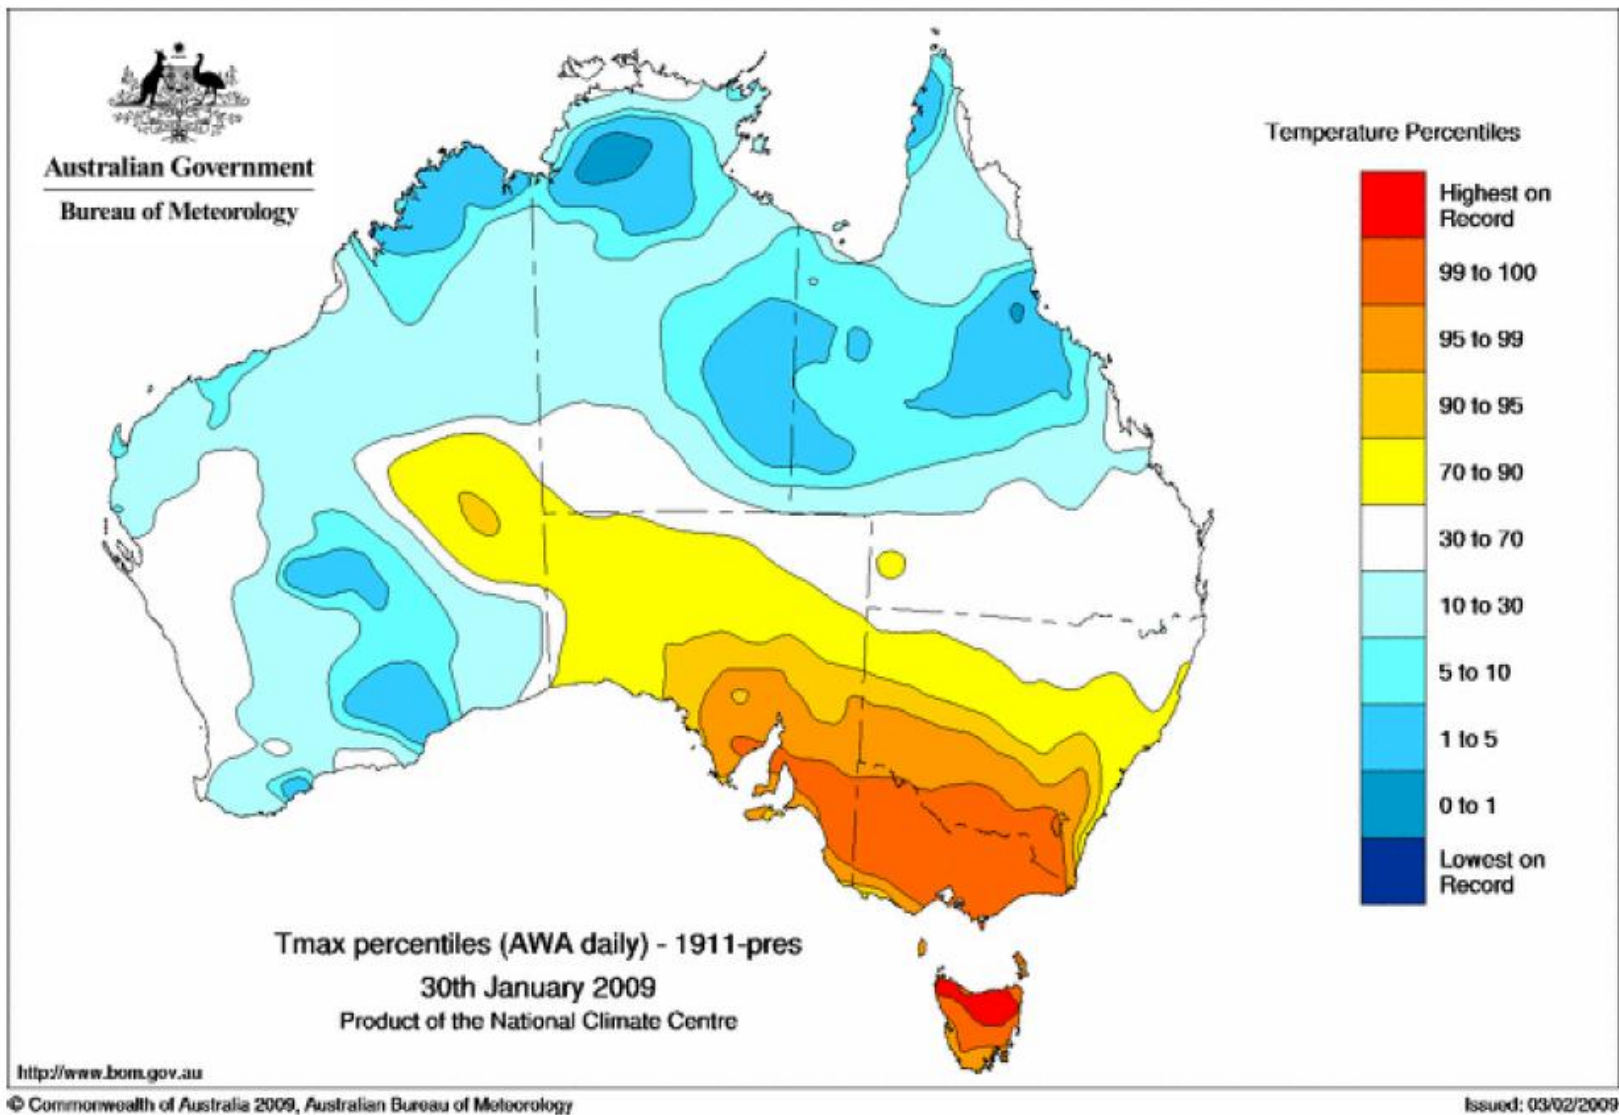 Australian Government
Bureau of Meteorology
Temperature Percentiles
Highest on
Record
99 to 100
95 to 99
90 to 95
70 to 90
30 to 70
10 to 30
5 to 10
1 to 5
0 to 1
Lowest on
Record
Tmax percentiles (AWA daily) - 1911-pres
30th January 2009
Product of the National Climate Centre
http://www.bom.gov.au
© Commonwealth of Australia 2009, Australian Bureau of Meteorology
Issued: 03/02/2009